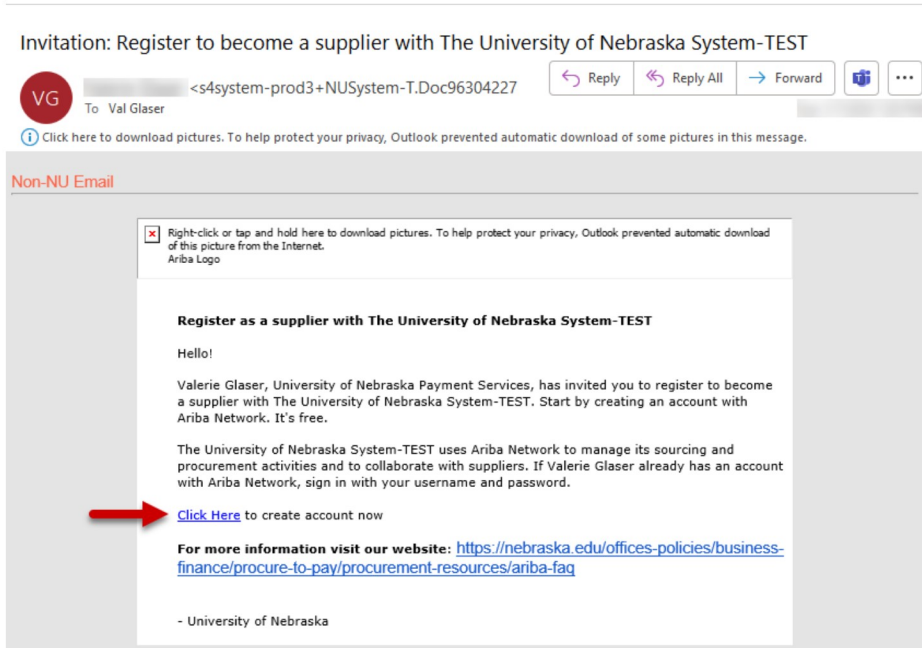 Invitation: Register to become a supplier with The University of Nebraska System-TEST
VG
<s4system-prod3+NUSystem-T.Doc96304227
To Val Glaser
Reply
Reply All
Forward
Click here to download pictures. To help protect your privacy, Outlook prevented automatic download of some pictures in this message.
Non-NU Email
Right-click or tap and hold here to download pictures. To help protect your privacy, Outlook prevented automatic download
of this picture from the Internet.
Ariba Logo
Register as a supplier with The University of Nebraska System-TEST
Hello!
Valerie Glaser, University of Nebraska Payment Services, has invited you to register to become
a supplier with The University of Nebraska System-TEST. Start by creating an account with
Ariba Network. It's free.
The University of Nebraska System-TEST uses Ariba Network to manage its sourcing and
procurement activities and to collaborate with suppliers. If Valerie Glaser already has an account
with Ariba Network, sign in with your username and password.
Click Here to create account now
For more information visit our website: https://nebraska.edu/offices-policies/business-
finance/procure-to-pay/procurement-resources/ariba-faq
- University of Nebraska